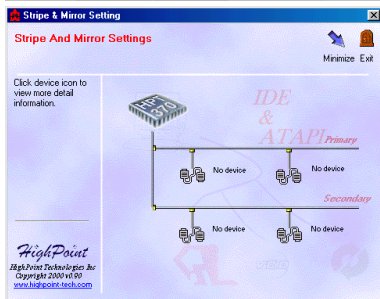 Stripe & Mirror Setting
Stripe And Mirror Settings
Minimize Exit
Click device icon to
view more detail
information.
HPT
370
IDE
&
ATAPI
Primary
No device
No device
Secondary
No device
No device
HighPoint
HighPoint Technologies Inc
Copyright 2000 v0.90
www.highpoint-tech.com